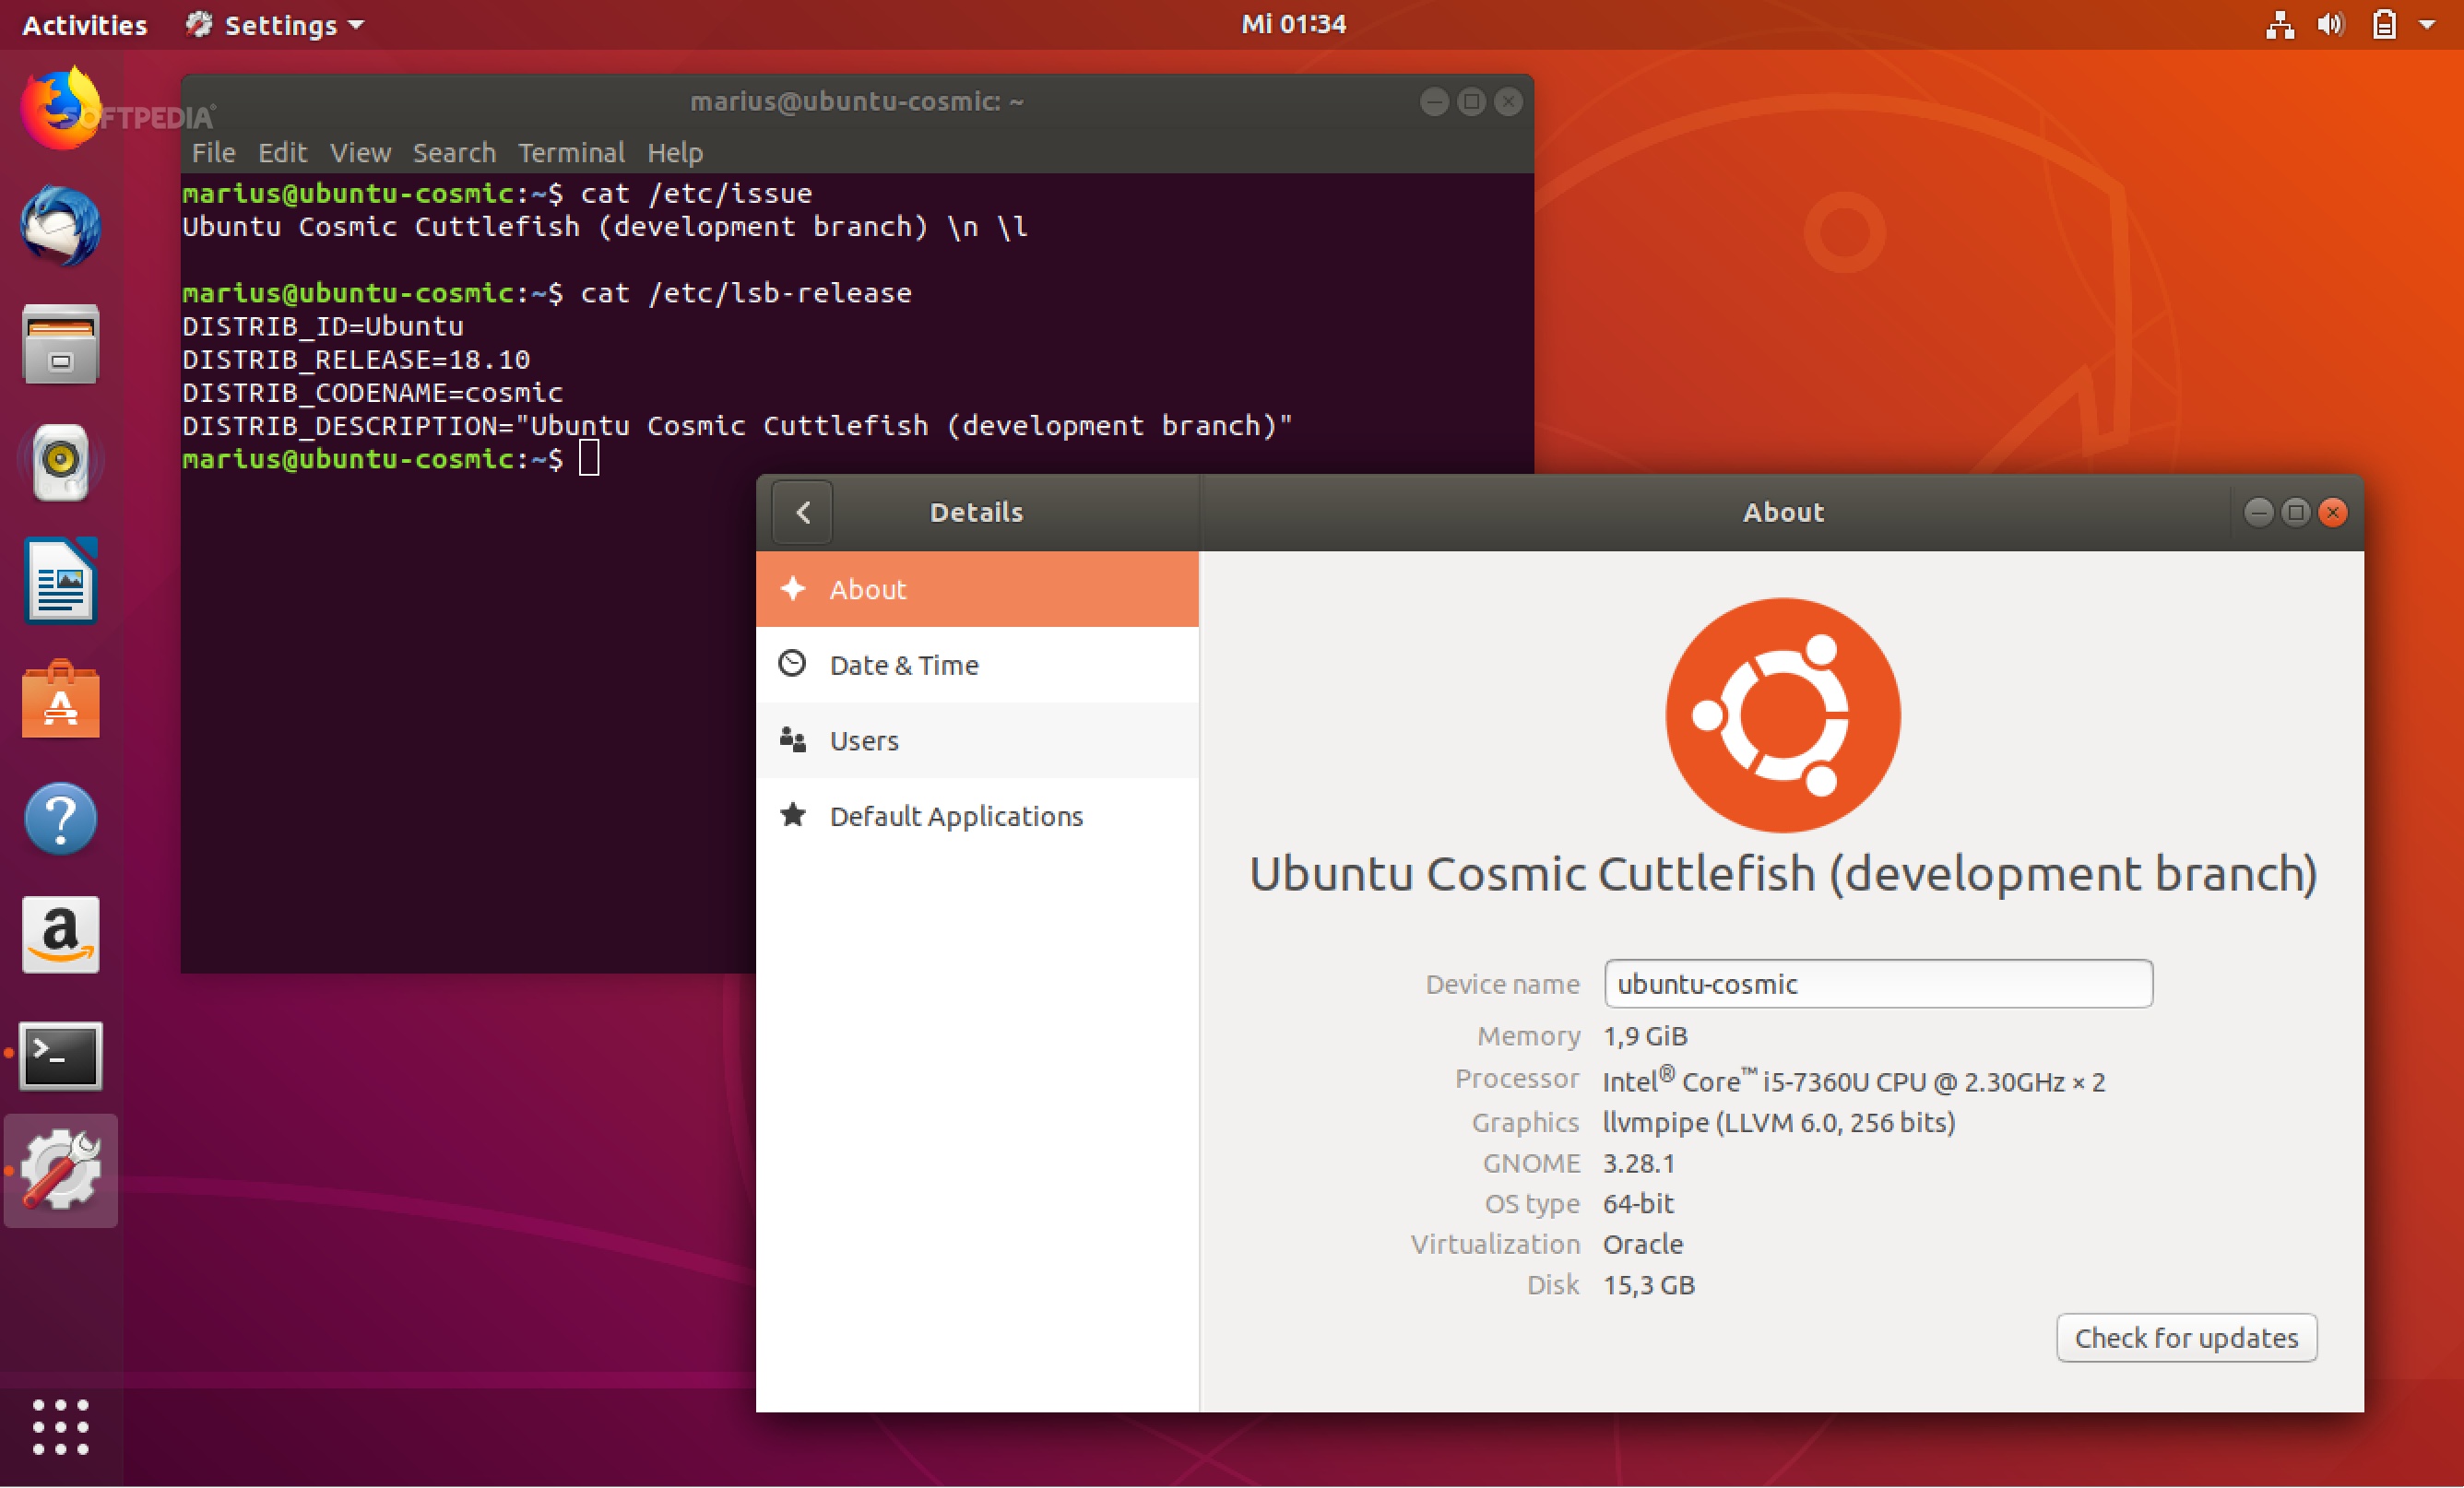 Activities
Settings
Mi 01:34
SOFTPEDIA®
marius@ubuntu-cosmic: ~
File Edit View Search Terminal Help
marius@ubuntu-cosmic:~$ cat /etc/issue
Ubuntu Cosmic Cuttlefish (development branch) \n \l
marius@ubuntu-cosmic:~$ cat /etc/lsb-release
DISTRIB_ID=Ubuntu
DISTRIB_RELEASE=18.10
DISTRIB_CODENAME=cosmic
DISTRIB_DESCRIPTION="Ubuntu Cosmic Cuttlefish (development branch)"
marius@ubuntu-cosmic:~$
Details
About
About
Date & Time
Users
Default Applications
Ubuntu Cosmic Cuttlefish (development branch)
Device name ubuntu-cosmic
Memory 1,9 GiB
Processor Intel® Core™ i5-7360U CPU @ 2.30GHz × 2
Graphics llvmpipe (LLVM 6.0, 256 bits)
GNOME 3.28.1
OS type 64-bit
Virtualization Oracle
Disk 15,3 GB
Check for updates